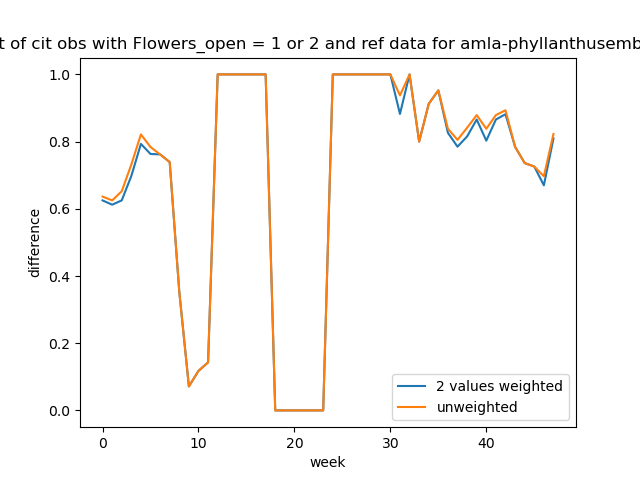 t of cit obs with Flowers_open = 1 or 2 and ref data for amla-phyllanthusemb
1.0
0.8
0.6
0.4
0.2
0.0
difference
0 10 20 30 40
week
2 values weighted
unweighted